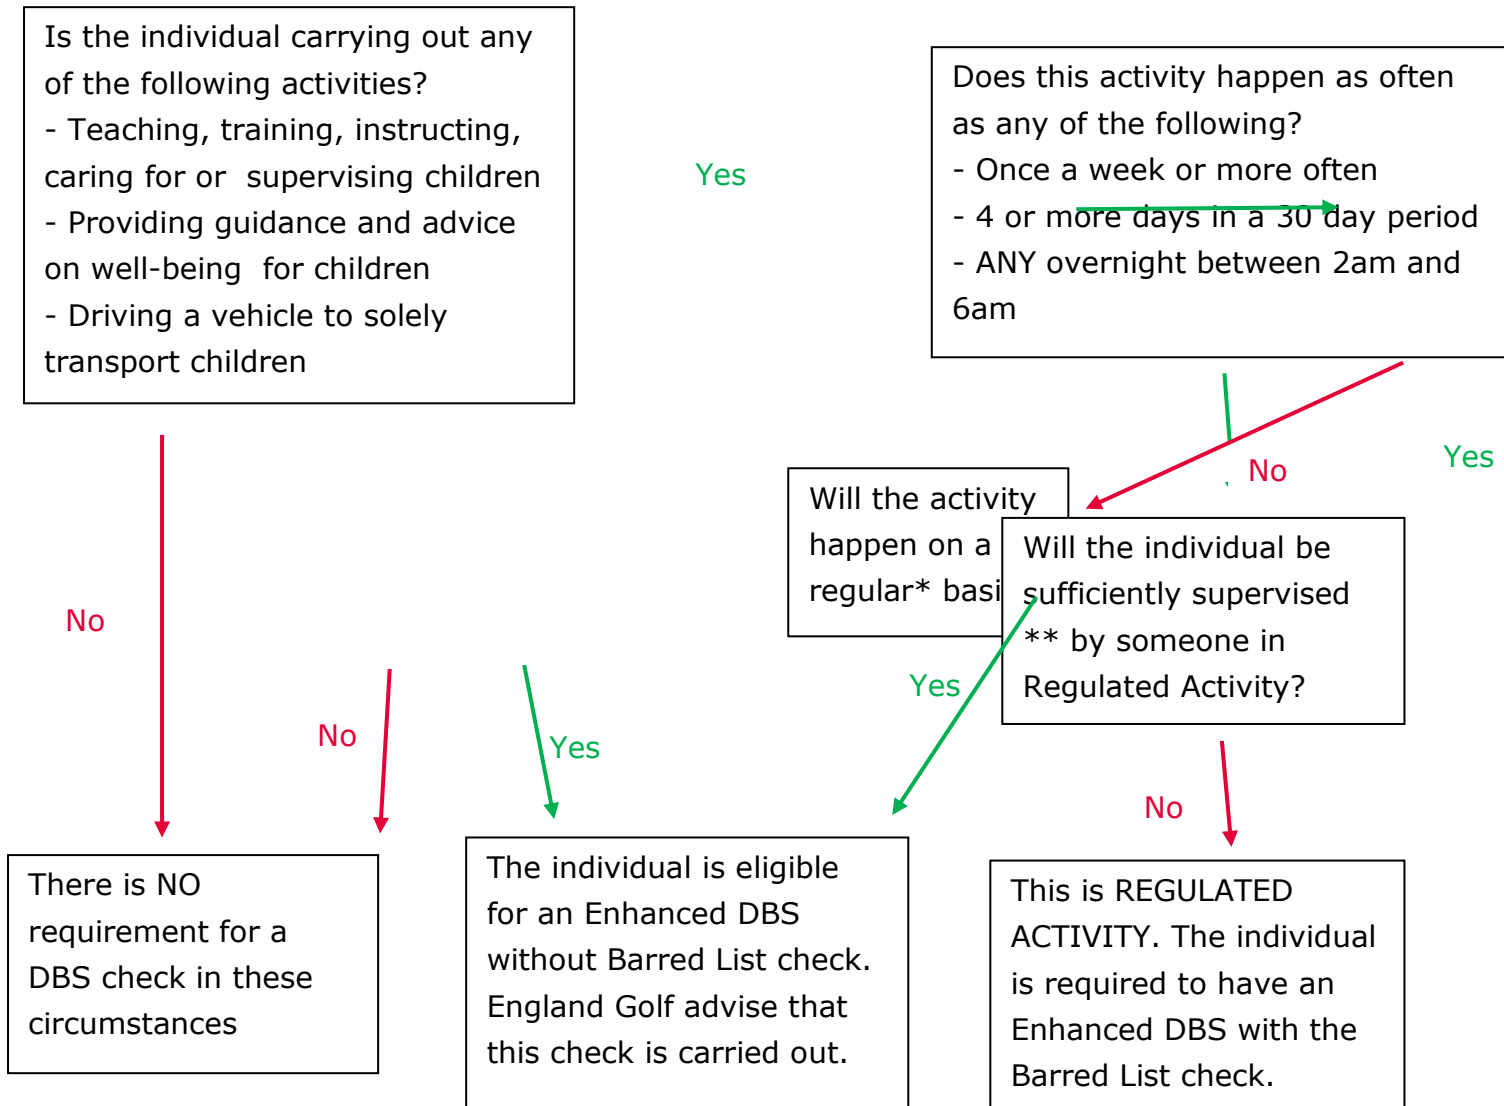 Is the individual carrying out any
of the following activities?
- Teaching, training, instructing,
caring for or supervising children
- Providing guidance and advice
on well-being for children
- Driving a vehicle to solely
transport children
Yes
Does this activity happen as often
as any of the following?
- Once a week or more often
- 4 or more days in a 30 day period
- ANY overnight between 2am and
6am
No
Yes
Will the activity
happen on a
regular* basi
Will the individual be
sufficiently supervised
** by someone in
Regulated Activity?
No
Yes
No
Yes
No
There is NO
requirement for a
DBS check in these
circumstances
The individual is eligible
for an Enhanced DBS
without Barred List check.
England Golf advise that
this check is carried out.
This is REGULATED
ACTIVITY. The individual
is required to have an
Enhanced DBS with the
Barred List check.